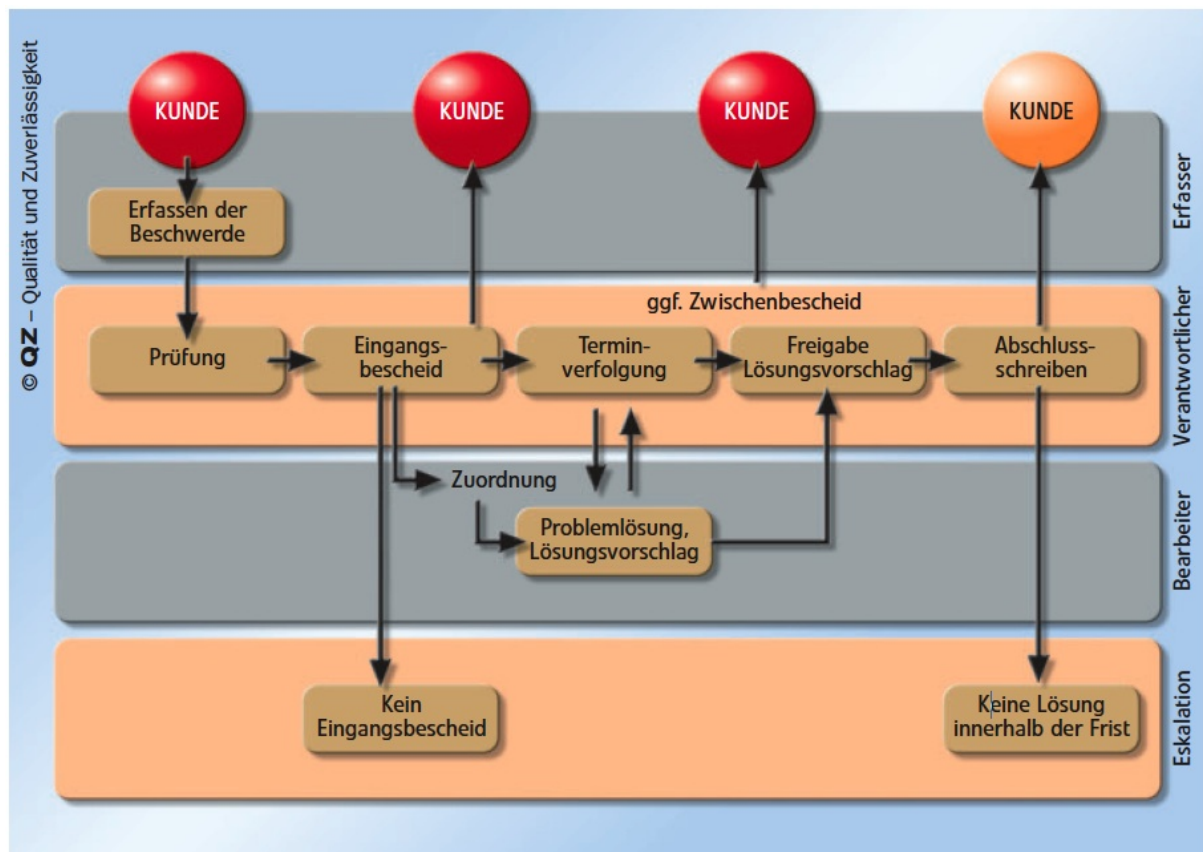 © QZ – Qualität und Zuverlässigkeit
KUNDE
KUNDE
KUNDE
KUNDE
Erfassen der
Beschwerde
Erfasser
ggf. Zwischenbescheid
Prüfung
Eingangs-
bescheid
Termin-
verfolgung
Freigabe
Lösungsvorschlag
Abschluss-
schreiben
Verantwortlicher
Zuordnung
Problemlösung,
Lösungsvorschlag
Bearbeiter
Kein
Eingangsbescheid
Keine Lösung
innerhalb der Frist
Eskalation